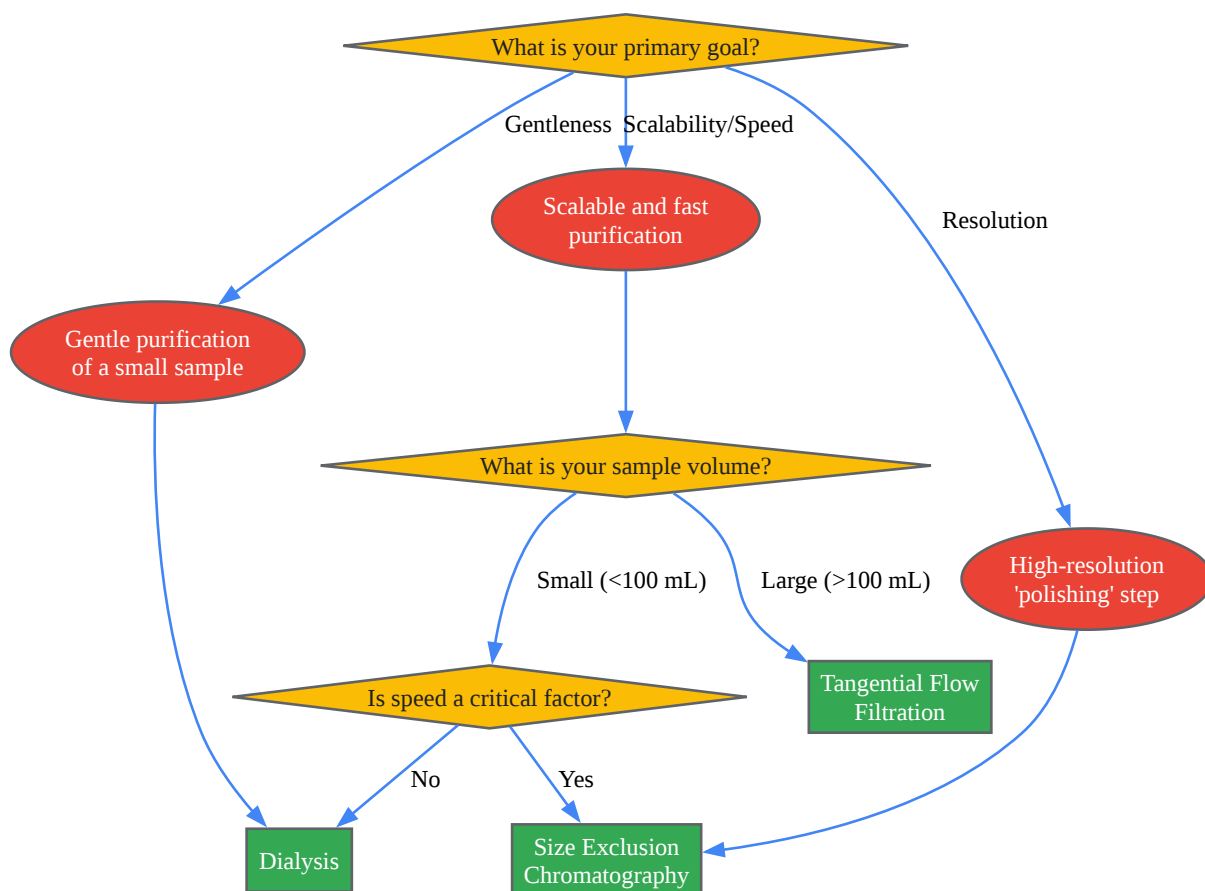 What is your primary goal?
Gentleness
Scalability/Speed
Scalable and fast
purification
Resolution
Gentle purification
of a small sample
What is your sample volume?
Small (<100 mL)
Large (>100 mL)
High-resolution
'polishing' step
Is speed a critical factor?
Tangential Flow
Filtration
No
Yes
Dialysis
Size Exclusion
Chromatography